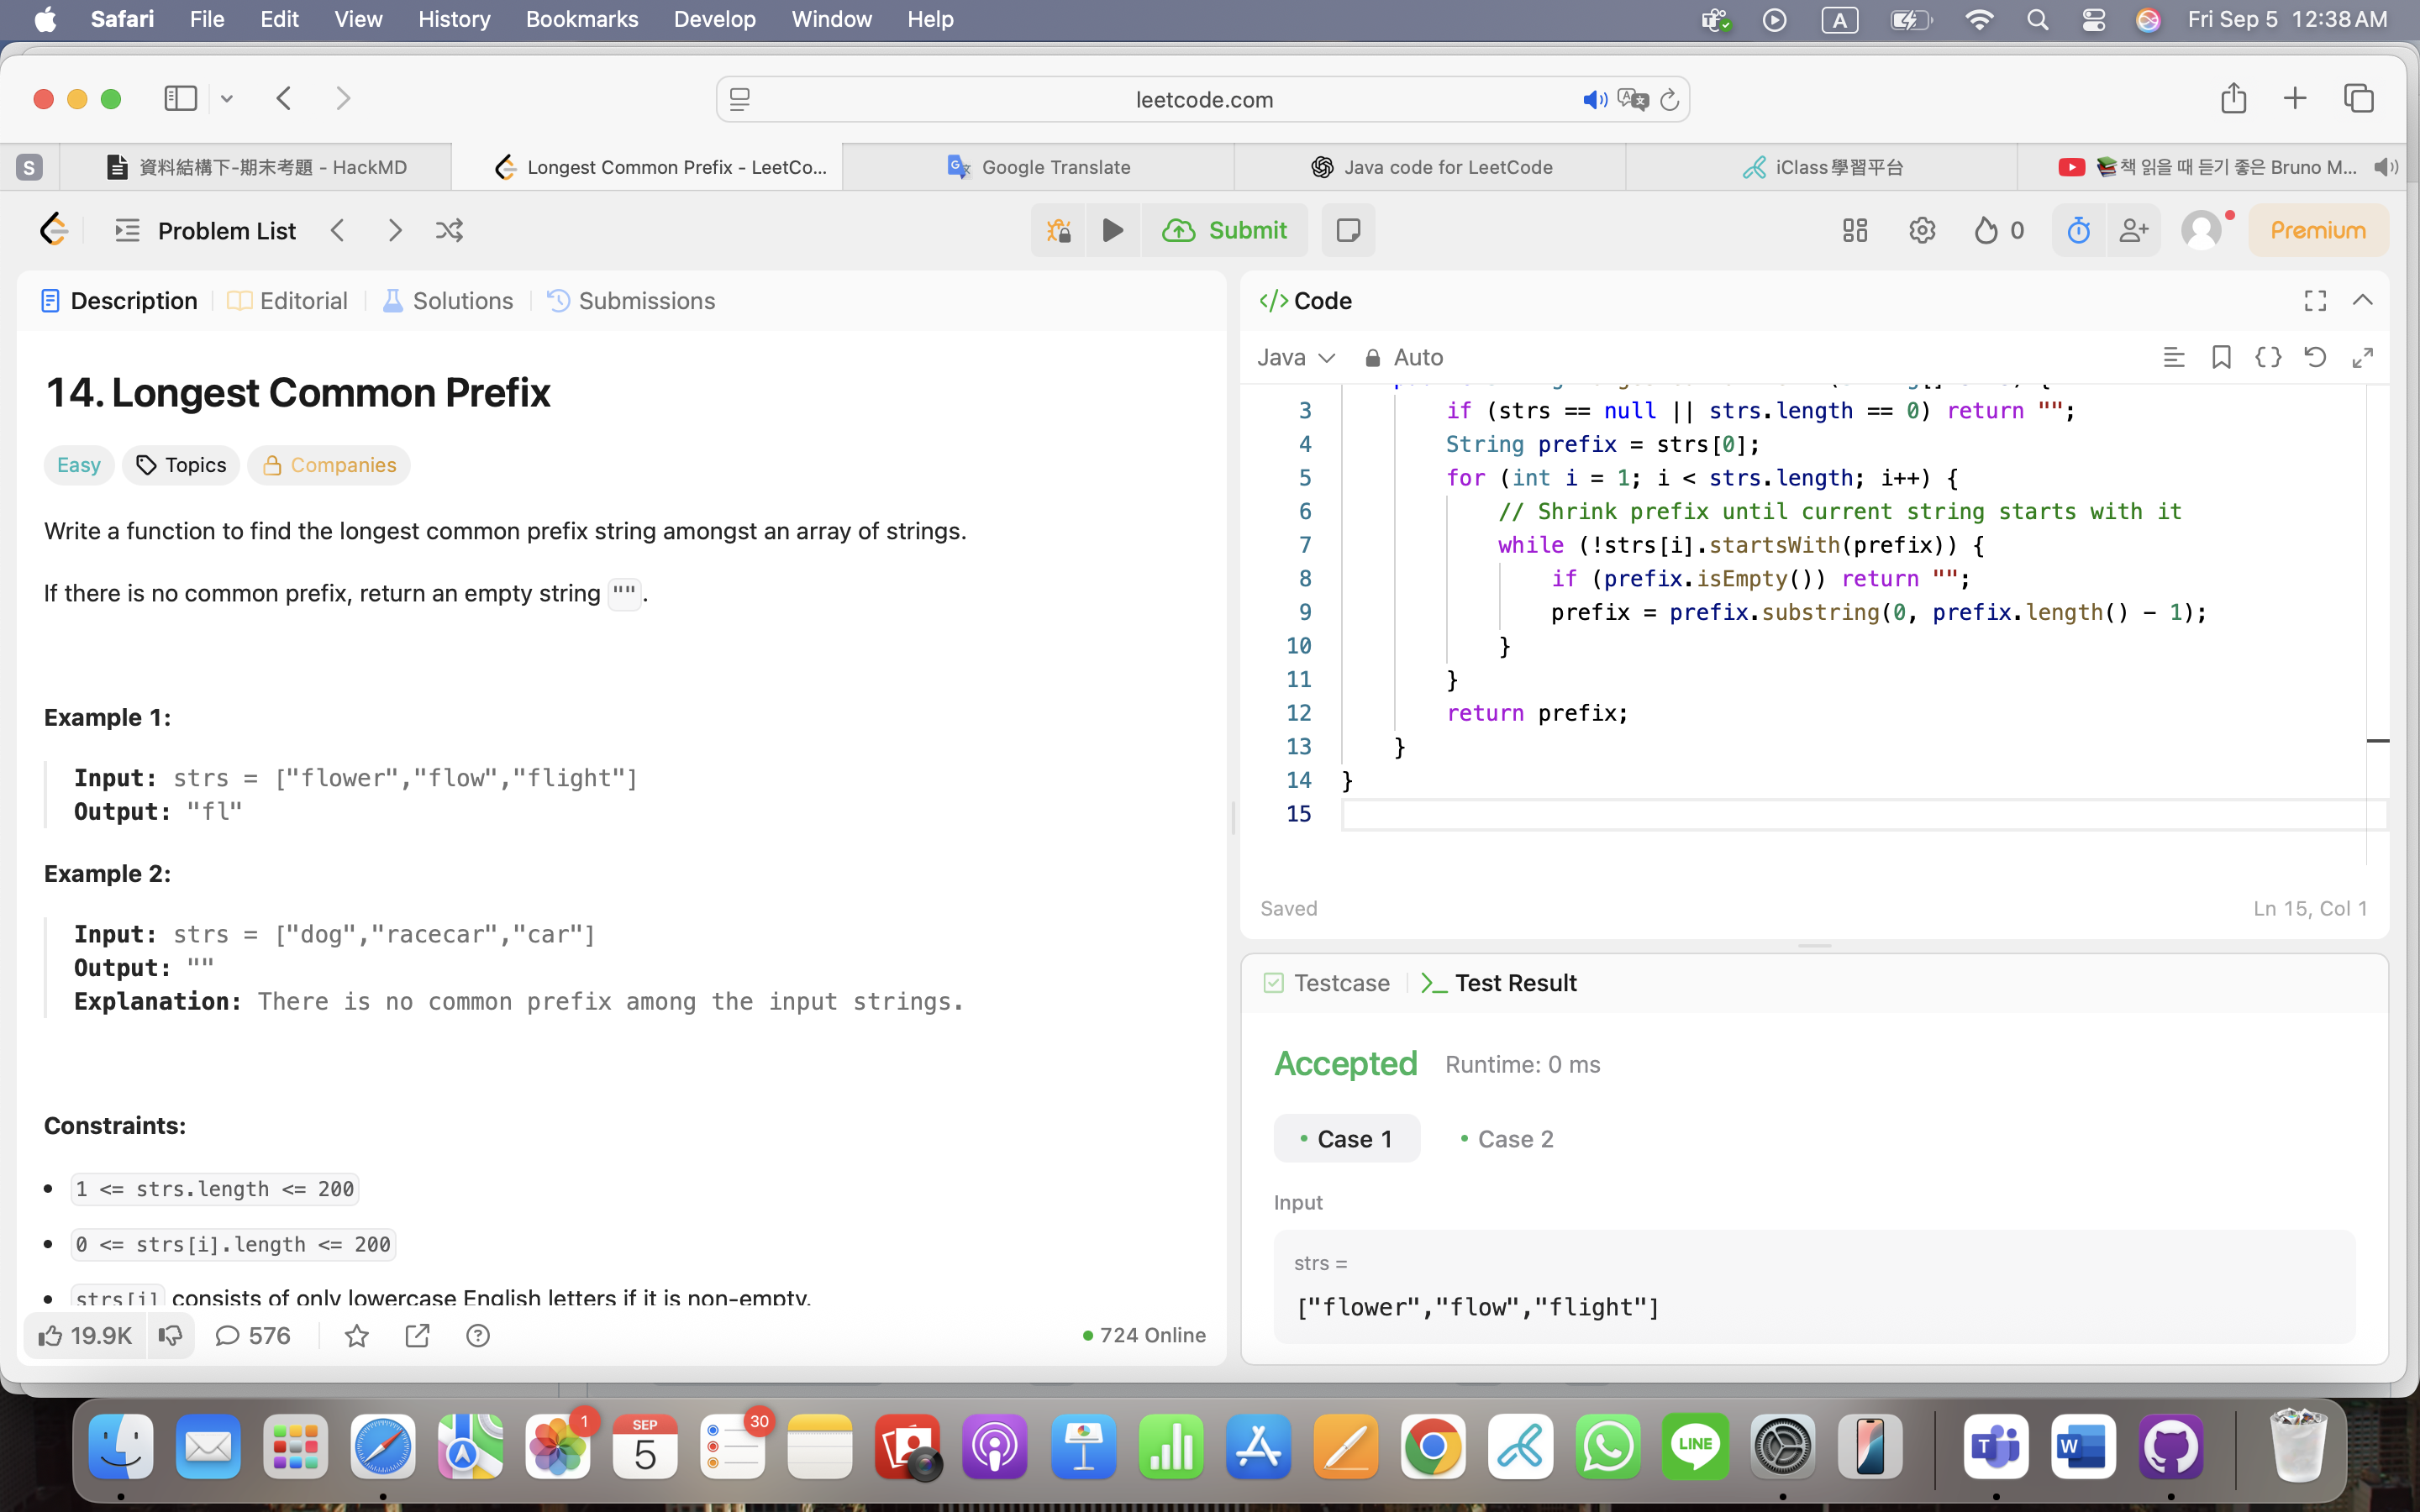 Safari File Edit View History Bookmarks Develop Window Help A Fri Sep 5 12:38 AM
leetcode.com
S 資料結構下-期末考題 - HackMD Longest Common Prefix - LeetCo... Google Translate Java code for LeetCode iClass 學習平台 책 읽을 때 듣기 좋은 Bruno M...
Problem List Submit 0 Premium
Description Editorial Solutions Submissions
14. Longest Common Prefix
Easy Topics Companies
Write a function to find the longest common prefix string amongst an array of strings.
If there is no common prefix, return an empty string "".
Example 1:
Input: strs = ["flower","flow","flight"]
Output: "fl"
Example 2:
Input: strs = ["dog","racecar","car"]
Output: ""
Explanation: There is no common prefix among the input strings.
Constraints:
1 <= strs.length <= 200
0 <= strs[i].length <= 200
strs[i] consists of only lowercase English letters if it is non-empty.
19.9K 576 724 Online
</> Code
Java Auto
3 if (strs == null || strs.length == 0) return "";
4 String prefix = strs[0];
5 for (int i = 1; i < strs.length; i++) {
6 // Shrink prefix until current string starts with it
7 while (!strs[i].startsWith(prefix)) {
8 if (prefix.isEmpty()) return "";
9 prefix = prefix.substring(0, prefix.length() - 1);
10 }
11 }
12 return prefix;
13 }
14 }
15
Saved Ln 15, Col 1
Testcase Test Result
Accepted Runtime: 0 ms
Case 1 Case 2
Input
strs =
["flower","flow","flight"]
1 SEP 5 30 LINE T W